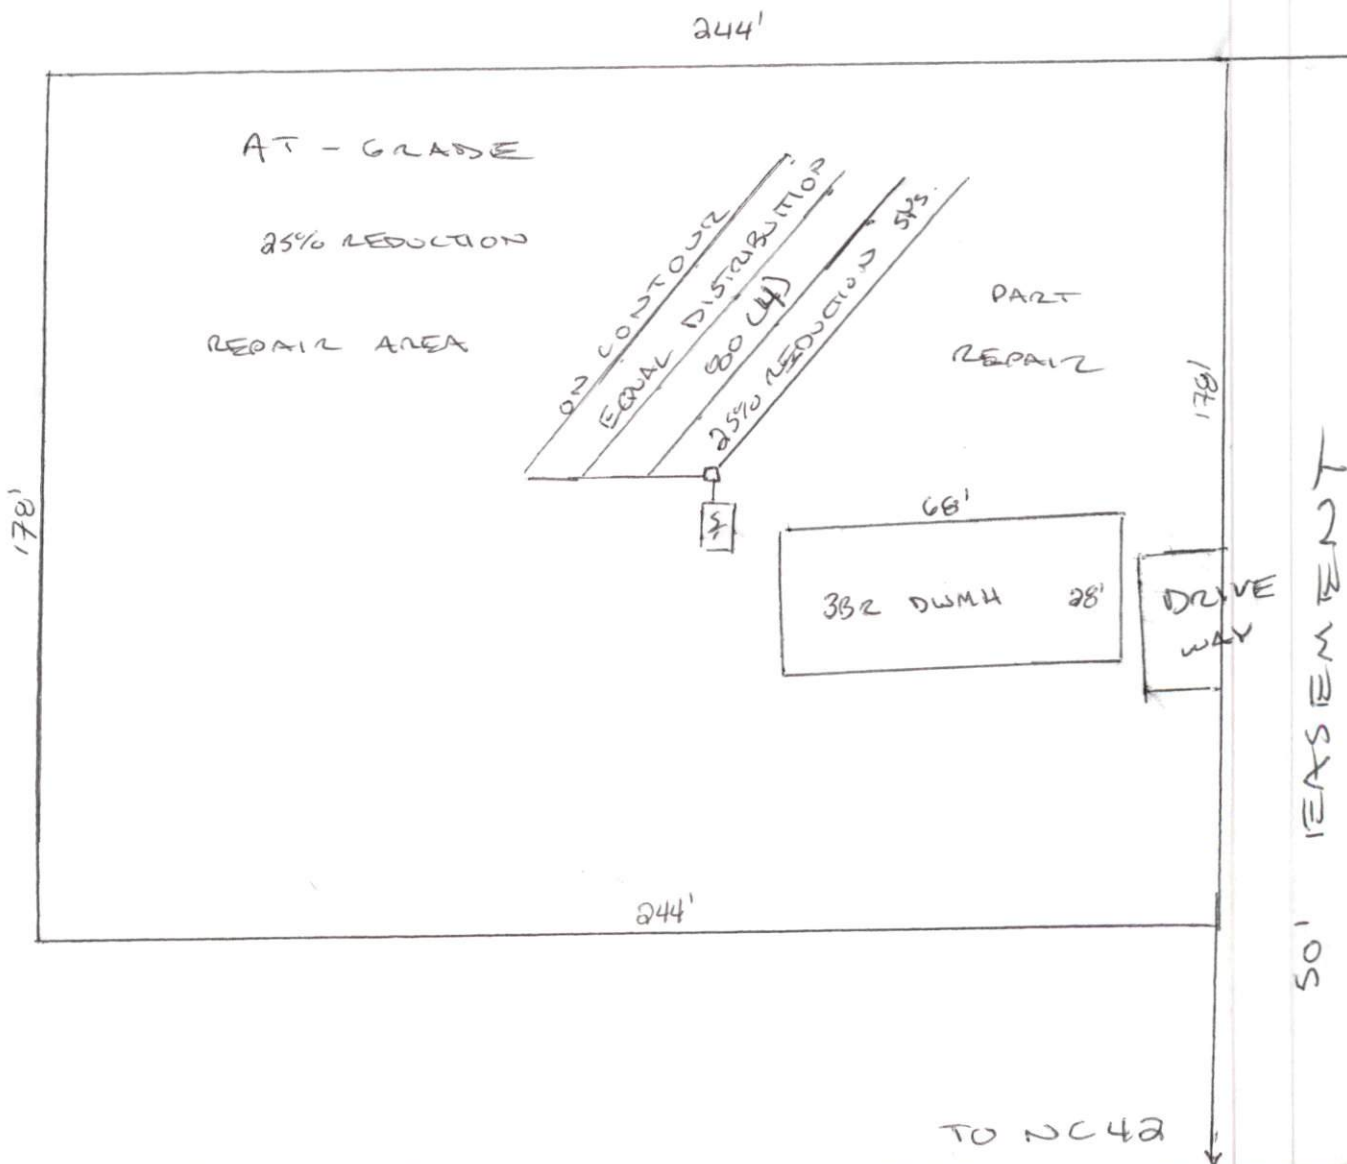 244'
AT - GRADE
25% REDUCTION
REPAIR AREA
ON CONTOUR
EQUAL DISTRIBUTION
(4)
25% REDUCTION SYS.
PART
REPAIR
178'
178'
68'
3BR DWMH 28'
DRIVE
WAY
244'
50' EASEMENT
TO NC42